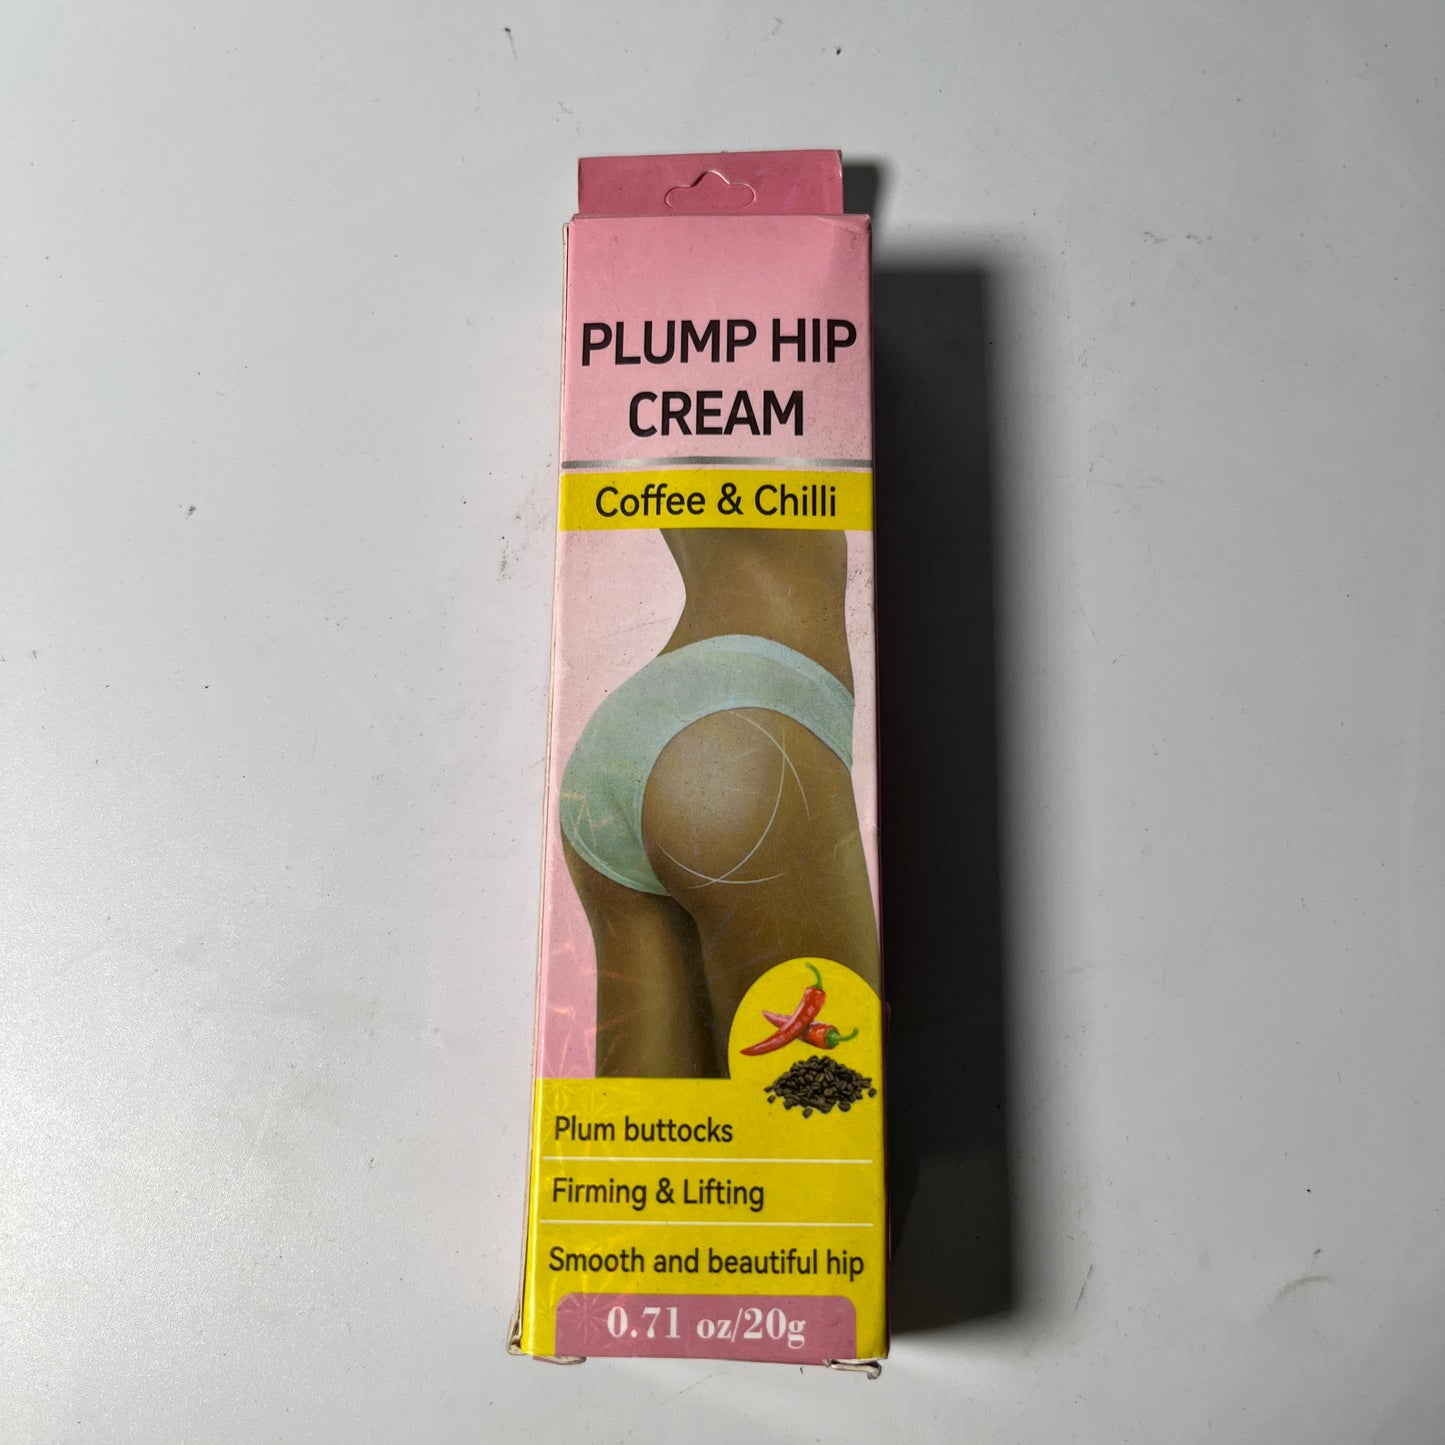 PLUMP HIP
CREAM
Coffee & Chilli
Plum buttocks
Firming & Lifting
Smooth and beautiful hip
0.71 oz/20g